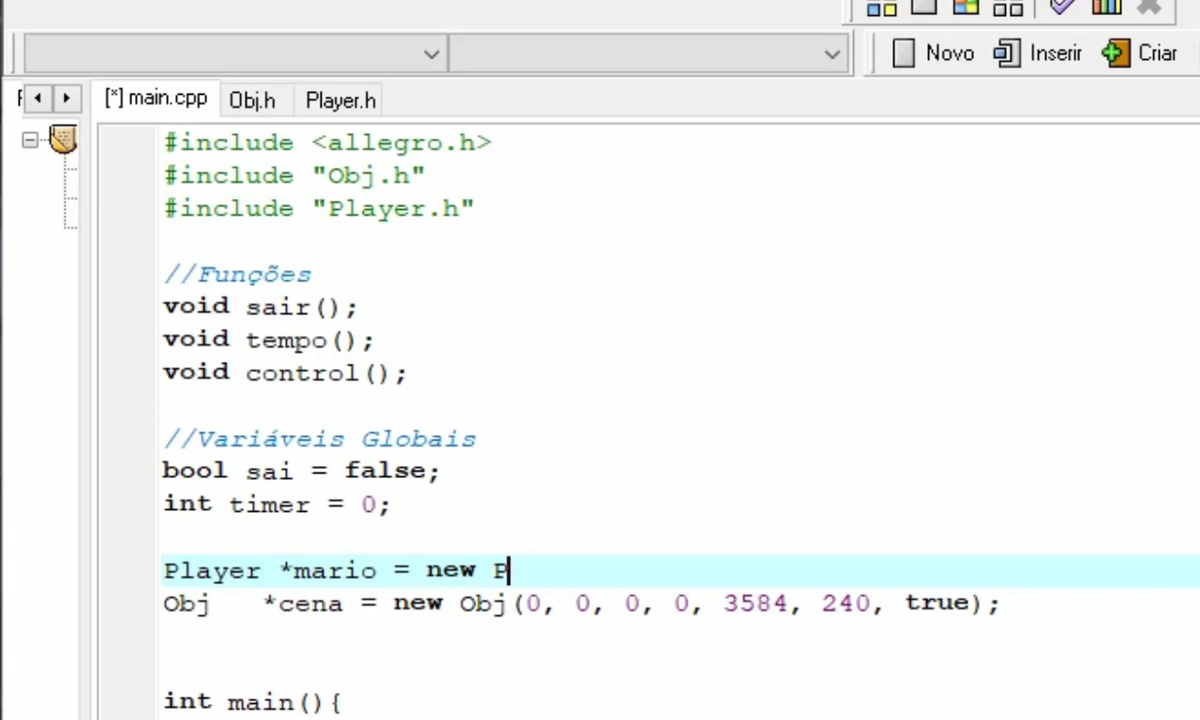 Novo Inserir Criar
[*] main.cpp Obj.h Player.h
#include <allegro.h>
#include "Obj.h"
#include "Player.h"
//Funções
void sair();
void tempo();
void control();
//Variáveis Globais
bool sai = false;
int timer = 0;
Player *mario = new P
Obj *cena = new Obj(0, 0, 0, 0, 3584, 240, true);
int main(){